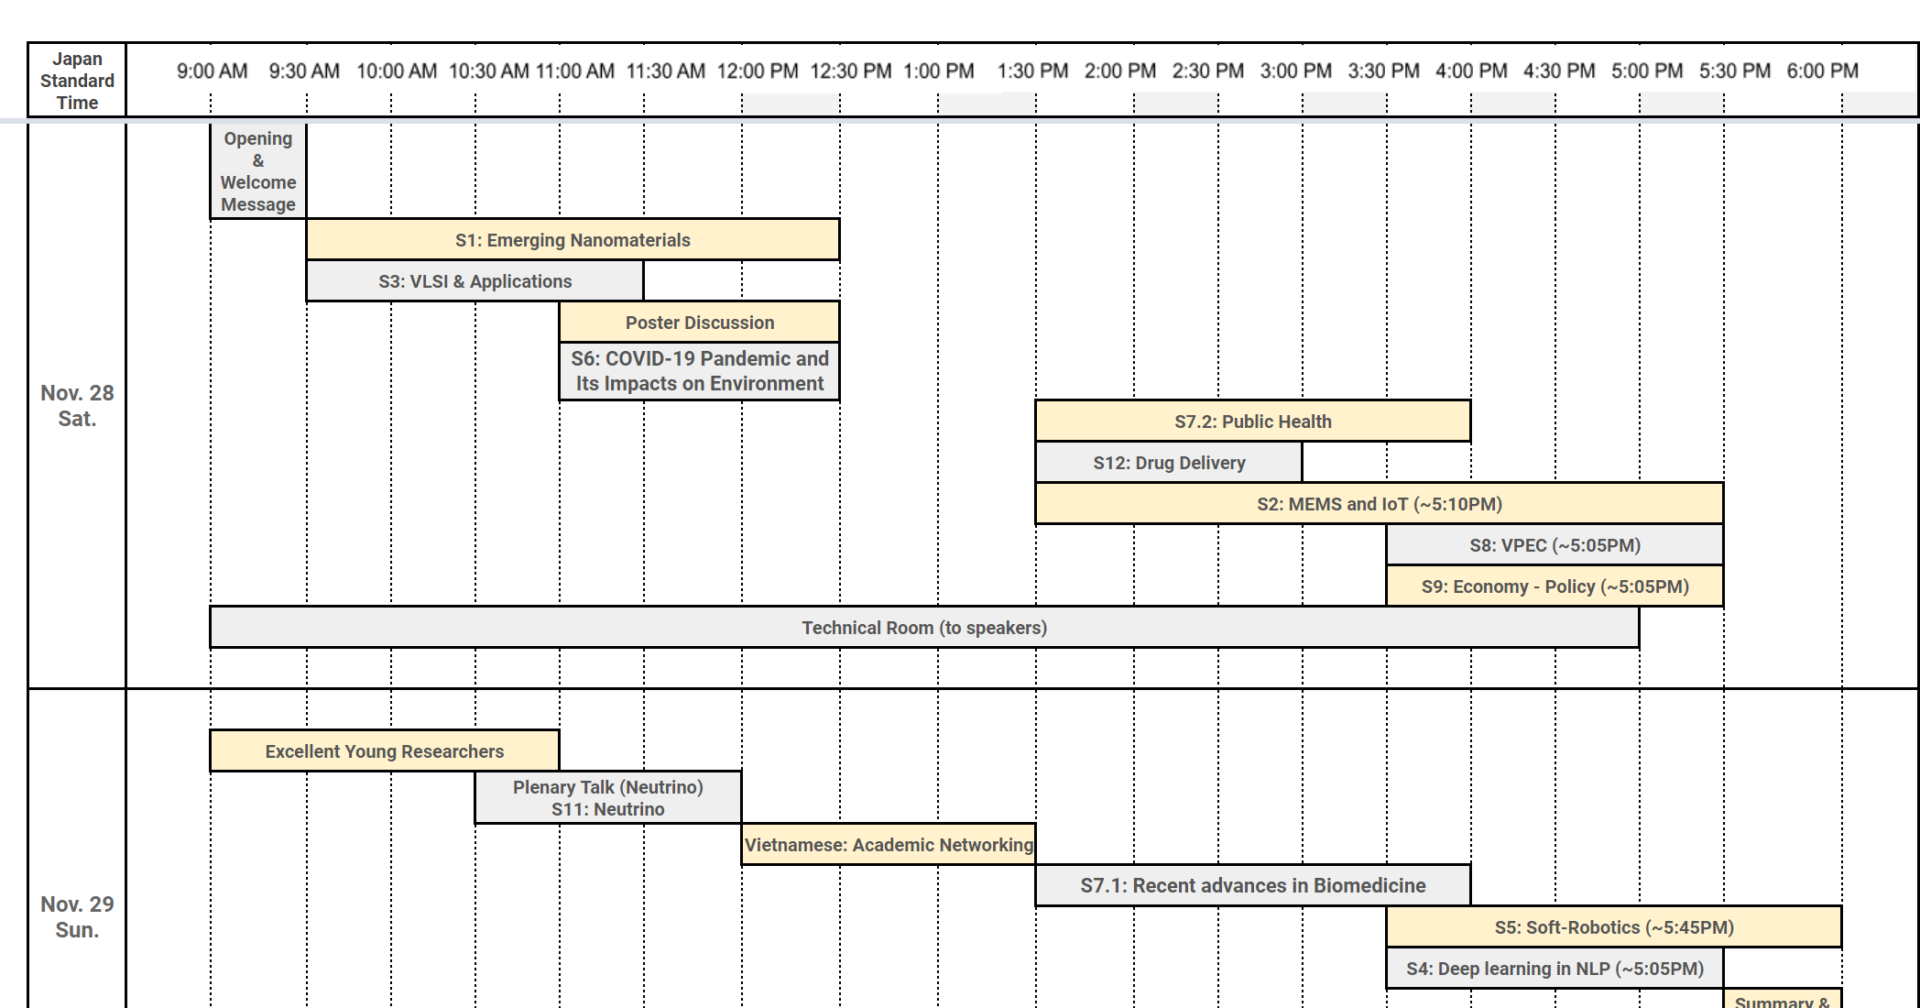 Japan
Standard
Time
9:00 AM 9:30 AM 10:00 AM 10:30 AM 11:00 AM 11:30 AM 12:00 PM 12:30 PM 1:00 PM 1:30 PM 2:00 PM 2:30 PM 3:00 PM 3:30 PM 4:00 PM 4:30 PM 5:00 PM 5:30 PM 6:00 PM
Nov. 28
Sat.
Opening
&
Welcome
Message
S1: Emerging Nanomaterials
S3: VLSI & Applications
Poster Discussion
S6: COVID-19 Pandemic and
Its Impacts on Environment
S7.2: Public Health
S12: Drug Delivery
S2: MEMS and IoT (~5:10PM)
S8: VPEC (~5:05PM)
S9: Economy - Policy (~5:05PM)
Technical Room (to speakers)
Nov. 29
Sun.
Excellent Young Researchers
Plenary Talk (Neutrino)
S11: Neutrino
Vietnamese: Academic Networking
S7.1: Recent advances in Biomedicine
S5: Soft-Robotics (~5:45PM)
S4: Deep learning in NLP (~5:05PM)
Summary &